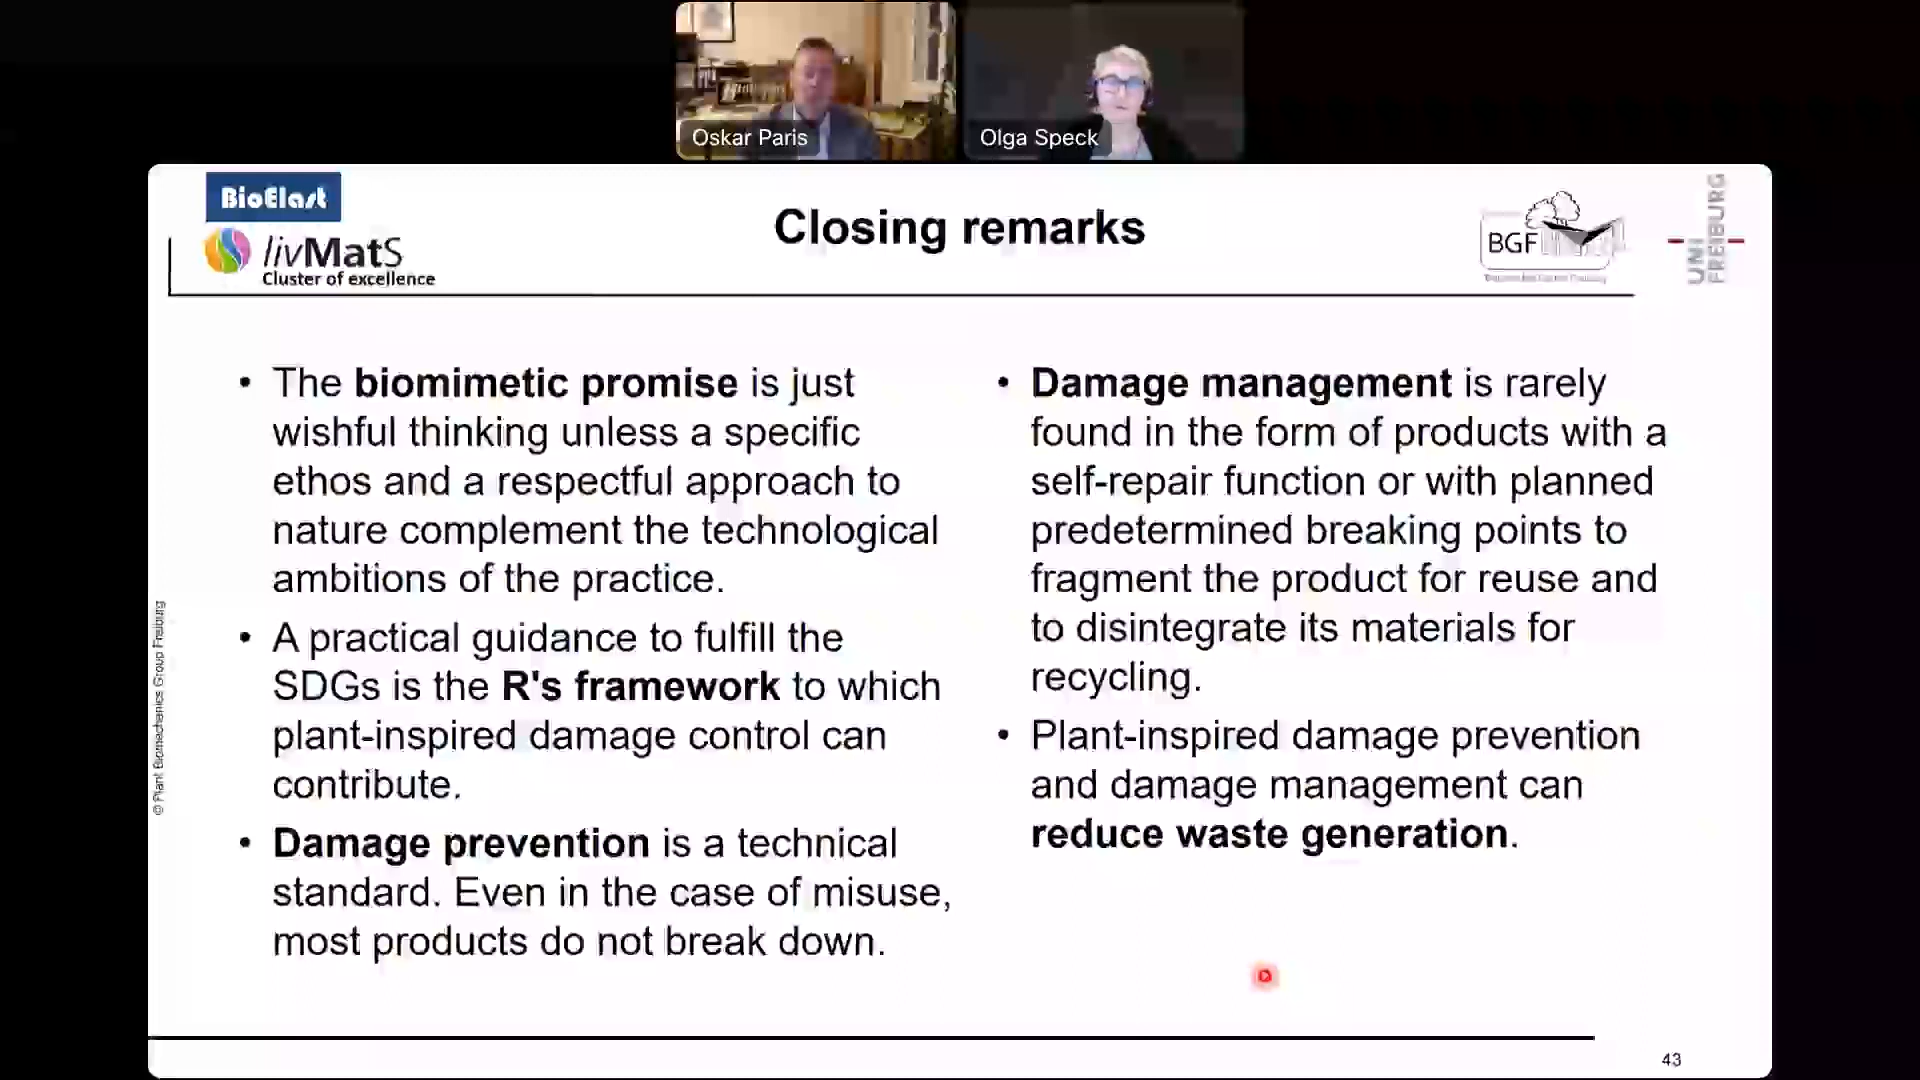 Oskar Paris
Olga Speck
BioElast
livMatS
Cluster of excellence
Closing remarks
BGF
UNI
FREIBURG
• The biomimetic promise is just
wishful thinking unless a specific
ethos and a respectful approach to
nature complement the technological
ambitions of the practice.
• A practical guidance to fulfill the
SDGs is the R's framework to which
plant-inspired damage control can
contribute.
• Damage prevention is a technical
standard. Even in the case of misuse,
most products do not break down.
• Damage management is rarely
found in the form of products with a
self-repair function or with planned
predetermined breaking points to
fragment the product for reuse and
to disintegrate its materials for
recycling.
• Plant-inspired damage prevention
and damage management can
reduce waste generation.
© Plant Biomechanics Group Freiburg
43